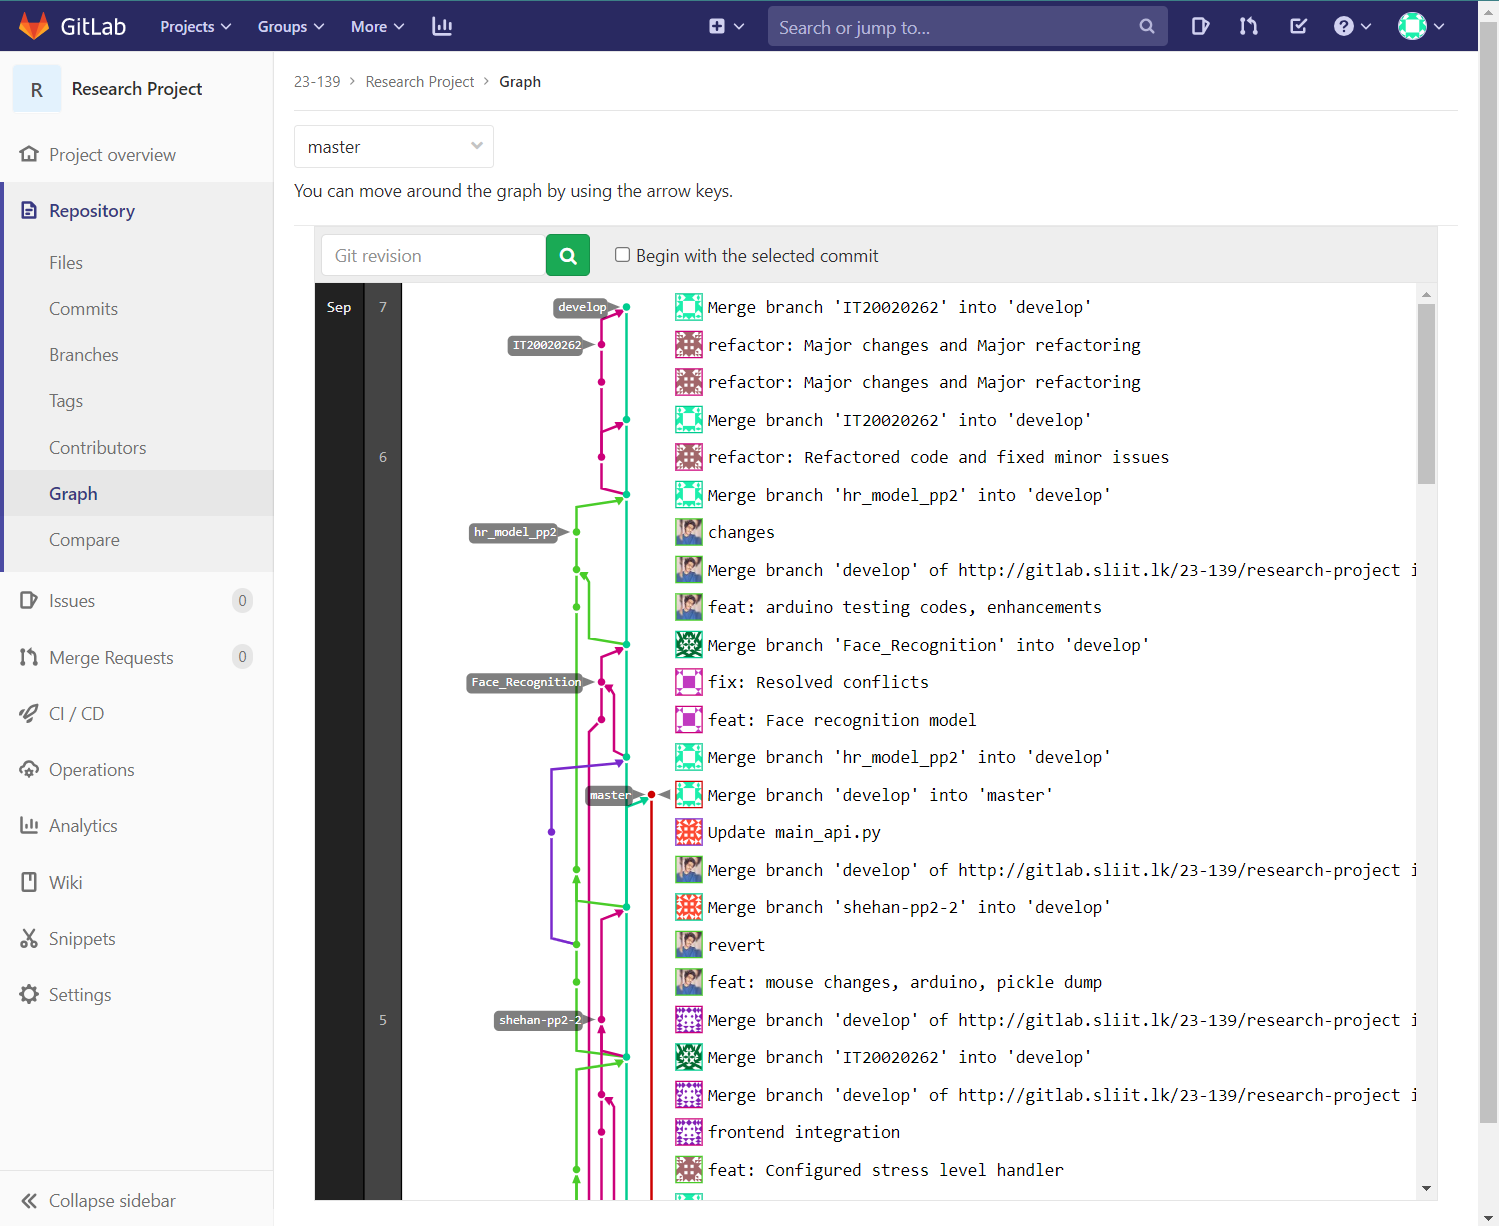 GitLab Projects Groups More Search or jump to...
R Research Project
23-139 > Research Project > Graph
master
You can move around the graph by using the arrow keys.
Project overview
Repository
Files
Commits
Branches
Tags
Contributors
Graph
Compare
Issues 0
Merge Requests 0
CI / CD
Operations
Analytics
Wiki
Snippets
Settings
Collapse sidebar
Git revision Begin with the selected commit
Sep 7 develop Merge branch 'IT20020262' into 'develop'
IT20020262 refactor: Major changes and Major refactoring
refactor: Major changes and Major refactoring
Merge branch 'IT20020262' into 'develop'
6 refactor: Refactored code and fixed minor issues
Merge branch 'hr_model_pp2' into 'develop'
hr_model_pp2 changes
Merge branch 'develop' of http://gitlab.sliit.lk/23-139/research-project i
feat: arduino testing codes, enhancements
Merge branch 'Face_Recognition' into 'develop'
Face_Recognition fix: Resolved conflicts
feat: Face recognition model
Merge branch 'hr_model_pp2' into 'develop'
master Merge branch 'develop' into 'master'
Update main_api.py
Merge branch 'develop' of http://gitlab.sliit.lk/23-139/research-project i
Merge branch 'shehan-pp2-2' into 'develop'
revert
feat: mouse changes, arduino, pickle dump
5 shehan-pp2-2 Merge branch 'develop' of http://gitlab.sliit.lk/23-139/research-project i
Merge branch 'IT20020262' into 'develop'
Merge branch 'develop' of http://gitlab.sliit.lk/23-139/research-project i
frontend integration
feat: Configured stress level handler